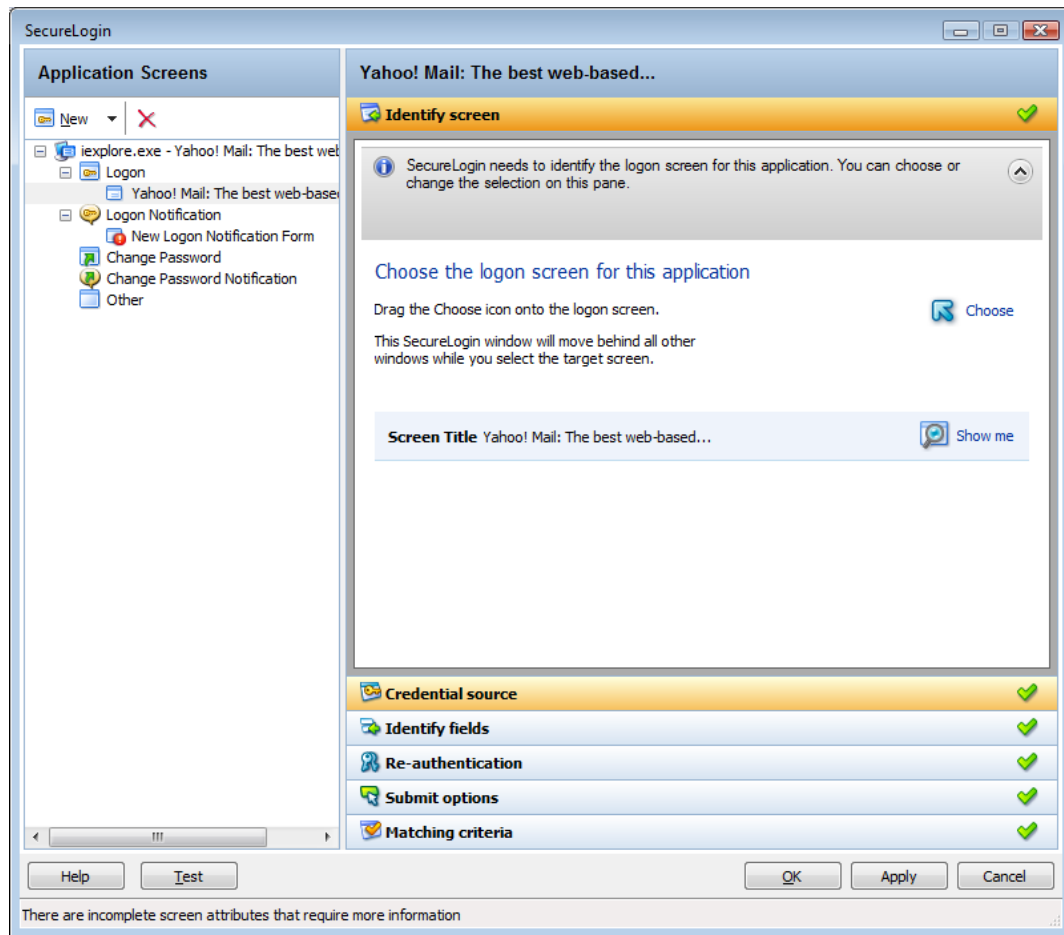 SecureLogin
Application Screens
New
iexplore.exe - Yahoo! Mail: The best web
Logon
Yahoo! Mail: The best web-base
Logon Notification
New Logon Notification Form
Change Password
Change Password Notification
Other
Yahoo! Mail: The best web-based...
Identify screen
SecureLogin needs to identify the logon screen for this application. You can choose or
change the selection on this pane.
Choose the logon screen for this application
Drag the Choose icon onto the logon screen.
Choose
This SecureLogin window will move behind all other
windows while you select the target screen.
Screen Title Yahoo! Mail: The best web-based...
Show me
Credential source
Identify fields
Re-authentication
Submit options
Matching criteria
Help
Test
OK
Apply
Cancel
There are incomplete screen attributes that require more information